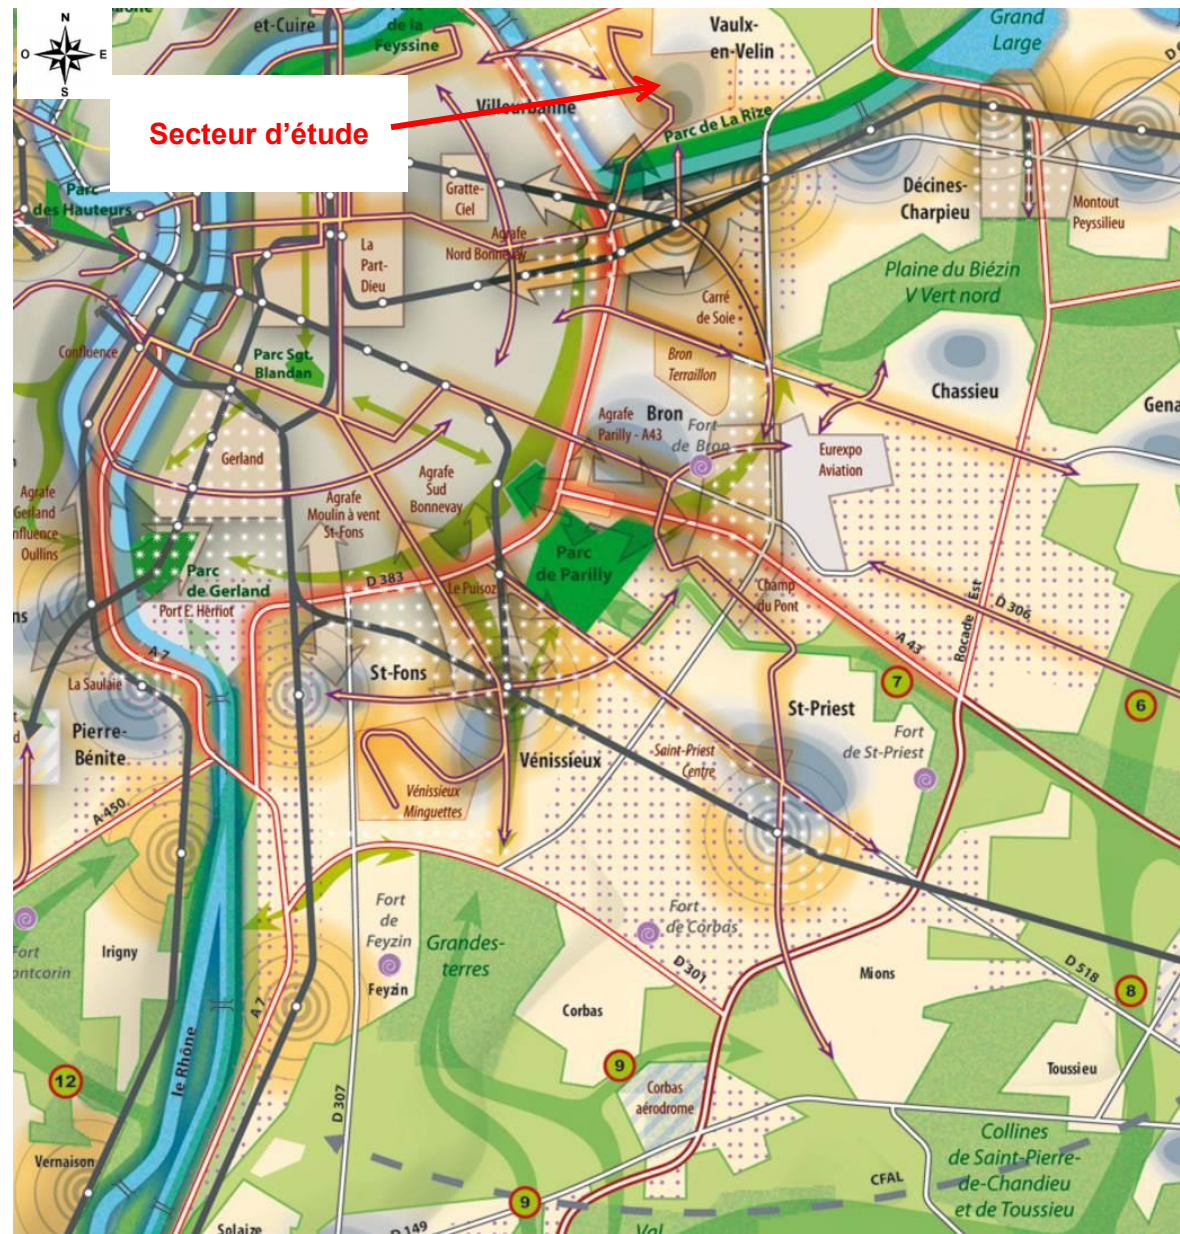 N
O
E
S
et-Cuire
de la
Feyssine
Vaulx-
en-Velin
Grand
Large
Secteur d'étude
Villeurbanne
Parc de La Rize
Parc
des Hauteurs
Gratte-
Ciel
Décines-
Charpieu
Montout
Peyssilieu
La
Part-
Dieu
Agrafe
Nord Bonnevay
Plaine du Biézin
V Vert nord
Carré
de Soie
Confluence
Parc Sgt.
Blandan
Bron
Terraillon
Chassieu
Gena
Agrafe
Parilly - A43
Bron
Fort
de Bron
Eurexpo
Aviation
Gerland
Agrafe
Sud
Bonnevay
Agrafe
Moulin à vent
St-Fons
Agrafe
Gerland
nfluence
Oullins
Parc
de Gerland
Port E. Hérriot
D 383
Le Puisoz
Parc
de Parilly
Champ
du Pont
Rocade Est
D 306
A 43
ns
A-7
La Saulaie
St-Fons
7
6
Pierre-
Bénite
St-Priest
Fort
de St-Priest
Vénissieux
Saint-Priest
Centre
Vénissieux
Minguettes
A-450
Fort
de
Feyzin
Feyzin
Grandes-
terres
Fort
de Corbas
Fort
ontcorin
Irigny
D 301
Mions
D 518
8
A-7
Corbas
le Rhône
12
9
Corbas
aérodrome
Toussieu
D 307
Vernaison
Collines
de Saint-Pierre-
de-Chandieu
et de Toussieu
CFAL
9
Solaize
D 149
Val